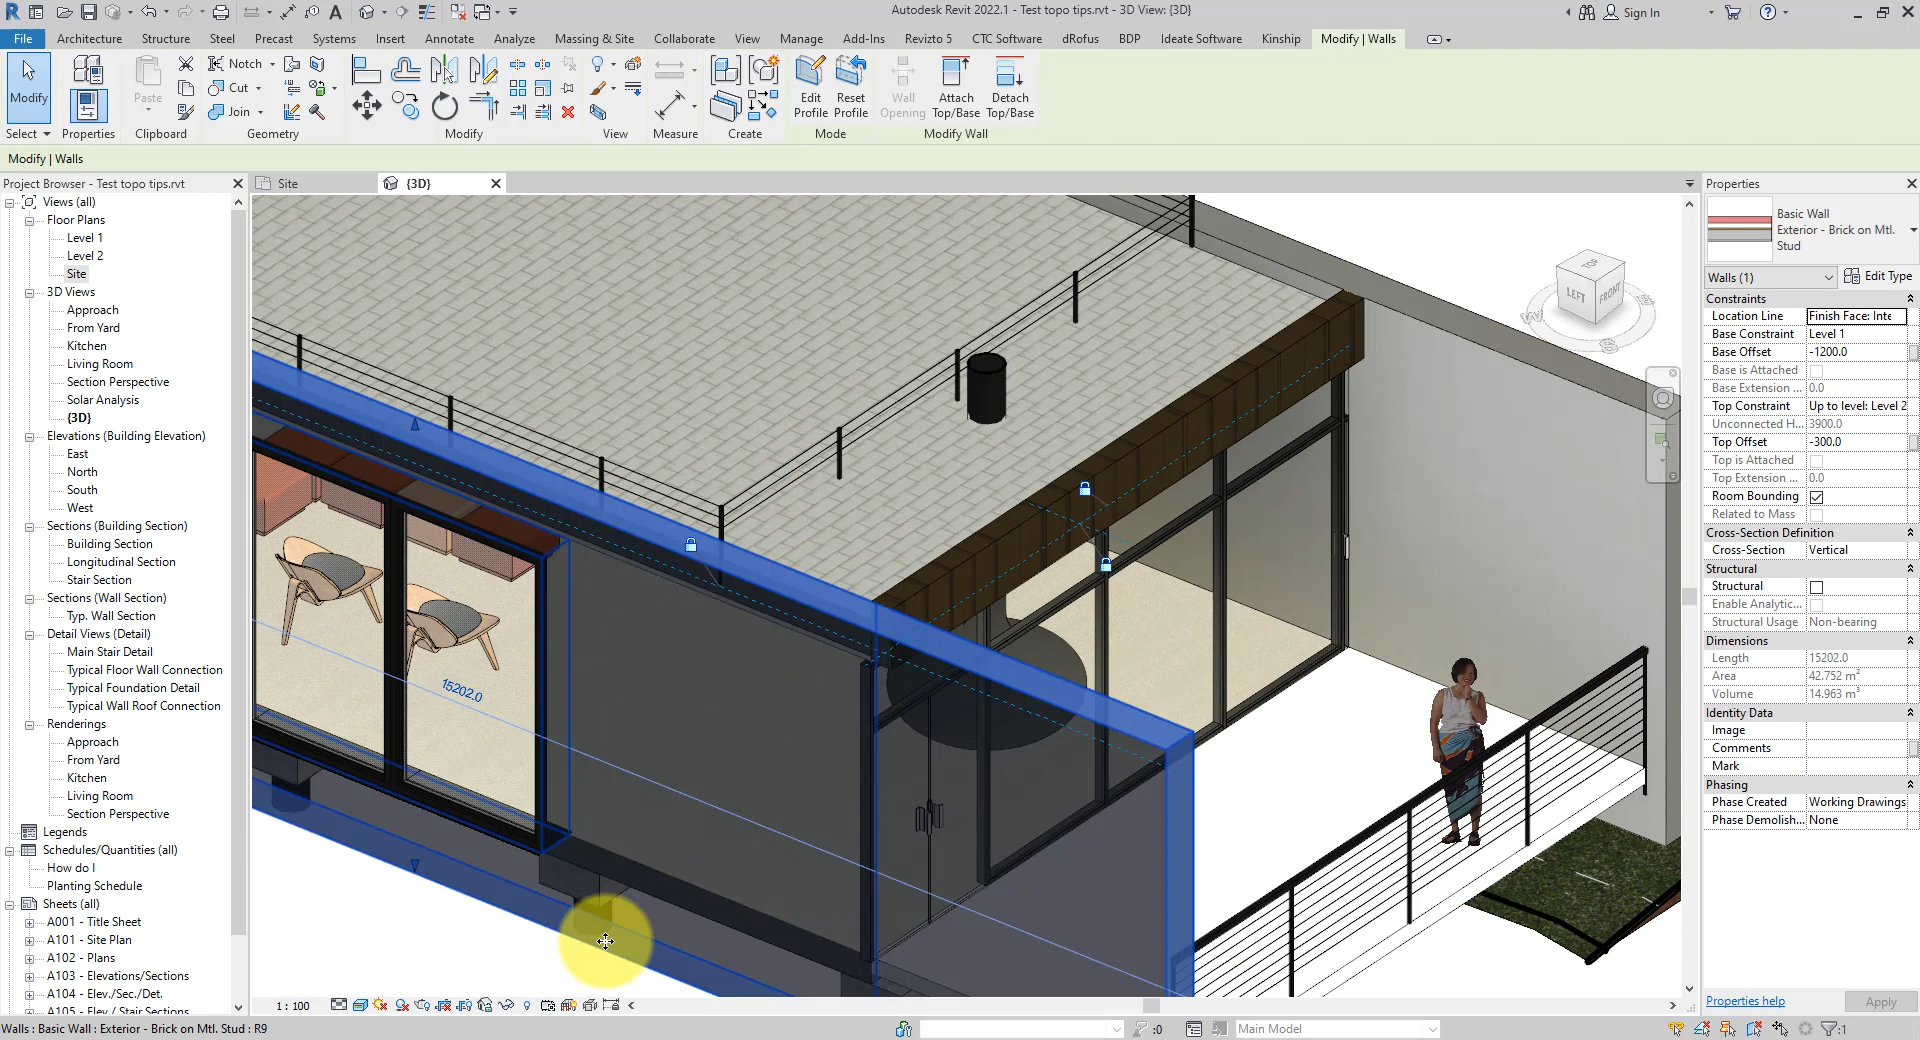 Autodesk Revit 2022.1 - Test topo tips.rvt - 3D View: {3D}
Sign In
File Architecture Structure Steel Precast Systems Insert Annotate Analyze Massing & Site Collaborate View Manage Add-Ins Revizto 5 CTC Software dRofus BDP Ideate Software Kinship Modify | Walls
Modify
Select
Properties
Paste
Clipboard
Notch
Cut
Join
Geometry
Modify
View
Measure
Create
Edit
Profile
Reset
Profile
Mode
Wall
Opening
Attach
Top/Base
Detach
Top/Base
Modify Wall
Modify | Walls
Project Browser - Test topo tips.rvt
Views (all)
Floor Plans
Level 1
Level 2
Site
3D Views
Approach
From Yard
Kitchen
Living Room
Section Perspective
Solar Analysis
{3D}
Elevations (Building Elevation)
East
North
South
West
Sections (Building Section)
Building Section
Longitudinal Section
Stair Section
Sections (Wall Section)
Typ. Wall Section
Detail Views (Detail)
Main Stair Detail
Typical Floor Wall Connection
Typical Foundation Detail
Typical Wall Roof Connection
Renderings
Approach
From Yard
Kitchen
Living Room
Section Perspective
Legends
Schedules/Quantities (all)
How do I
Planting Schedule
Sheets (all)
A001 - Title Sheet
A101 - Site Plan
A102 - Plans
A103 - Elevations/Sections
A104 - Elev./Sec./Det.
A105 - Elev./ Stair Sections
Site
{3D}
TOP
LEFT
FRONT
W
S
15202.0
1 : 100
Properties
Basic Wall
Exterior - Brick on Mtl.
Stud
Walls (1)
Edit Type
Constraints
Location Line Finish Face: Inte
Base Constraint Level 1
Base Offset -1200.0
Base is Attached
Base Extension ... 0.0
Top Constraint Up to level: Level 2
Unconnected H... 3900.0
Top Offset -300.0
Top is Attached
Top Extension ... 0.0
Room Bounding
Related to Mass
Cross-Section Definition
Cross-Section Vertical
Structural
Structural
Enable Analytic...
Structural Usage Non-bearing
Dimensions
Length 15202.0
Area 42.752 m²
Volume 14.963 m³
Identity Data
Image
Comments
Mark
Phasing
Phase Created Working Drawings
Phase Demolish... None
Properties help
Apply
Walls : Basic Wall : Exterior - Brick on Mtl. Stud : R9
:0
Main Model
:1